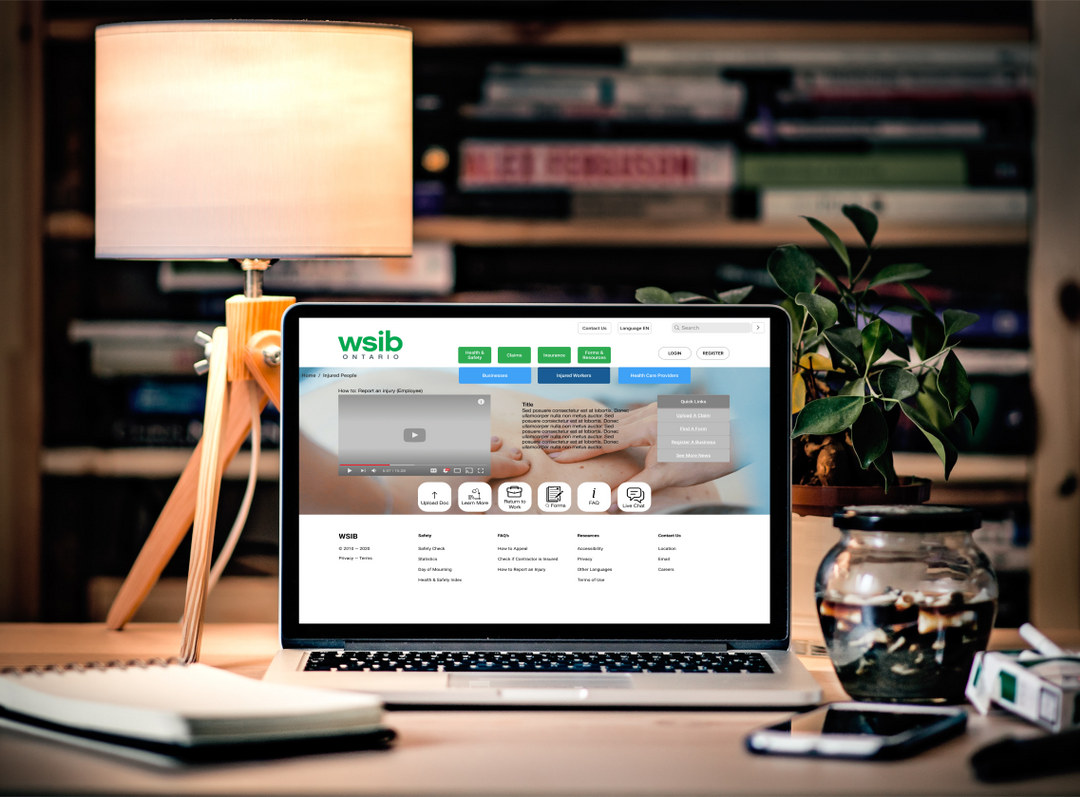 ALEX FERGUSON
wsib
ONTARIO
Contact Us
Language EN
Search
Health & Safety
Claims
Insurance
Forms & Resources
LOGIN
REGISTER
Home / Injured People
Businesses
Injured Workers
Health Care Providers
How to: Report an injury (Employee)
Title
Sed posuere consectetur est at lobortis. Donec
ullamcorper nulla non metus auctor. Sed
posuere consectetur est at lobortis. Donec
ullamcorper nulla non metus auctor. Sed
posuere consectetur est at lobortis. Donec
ullamcorper nulla non metus auctor. Sed
posuere consectetur est at lobortis. Donec
ullamcorper nulla non metus auctor.
Quick Links
Upload A Claim
Find A Form
Register A Business
See More News
Upload Doc
Learn More
Return to Work
Forms
FAQ
Live Chat
WSIB
Safety
FAQ's
Resources
Contact Us
© 2015 – 2020
Safety Check
How to Appeal
Accessibility
Location
Privacy – Terms
Statistics
Check if Contractor is Insured
Privacy
Email
Day of Mourning
How to Report an Injury
Other Languages
Careers
Health & Safety Index
Terms of Use